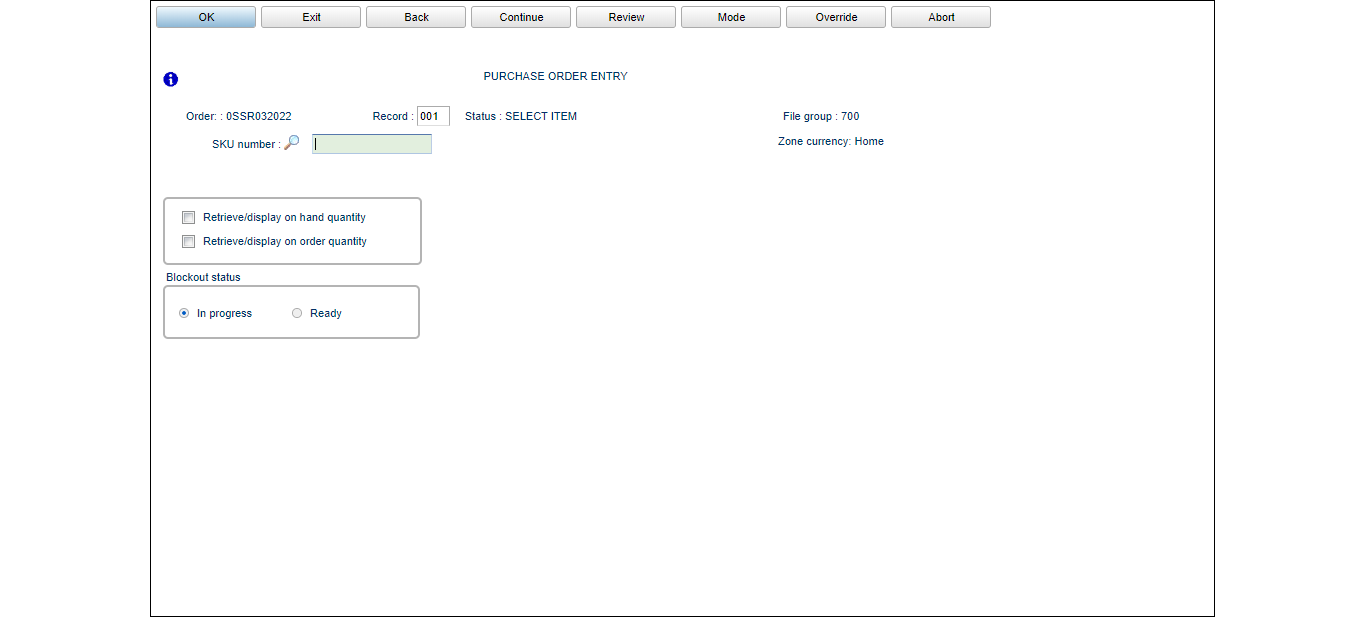 OK Exit Back Continue Review Mode Override Abort
PURCHASE ORDER ENTRY
Order: : 0SSR032022 Record : 001 Status : SELECT ITEM File group : 700
SKU number : Zone currency: Home
Retrieve/display on hand quantity
Retrieve/display on order quantity
Blockout status
In progress Ready